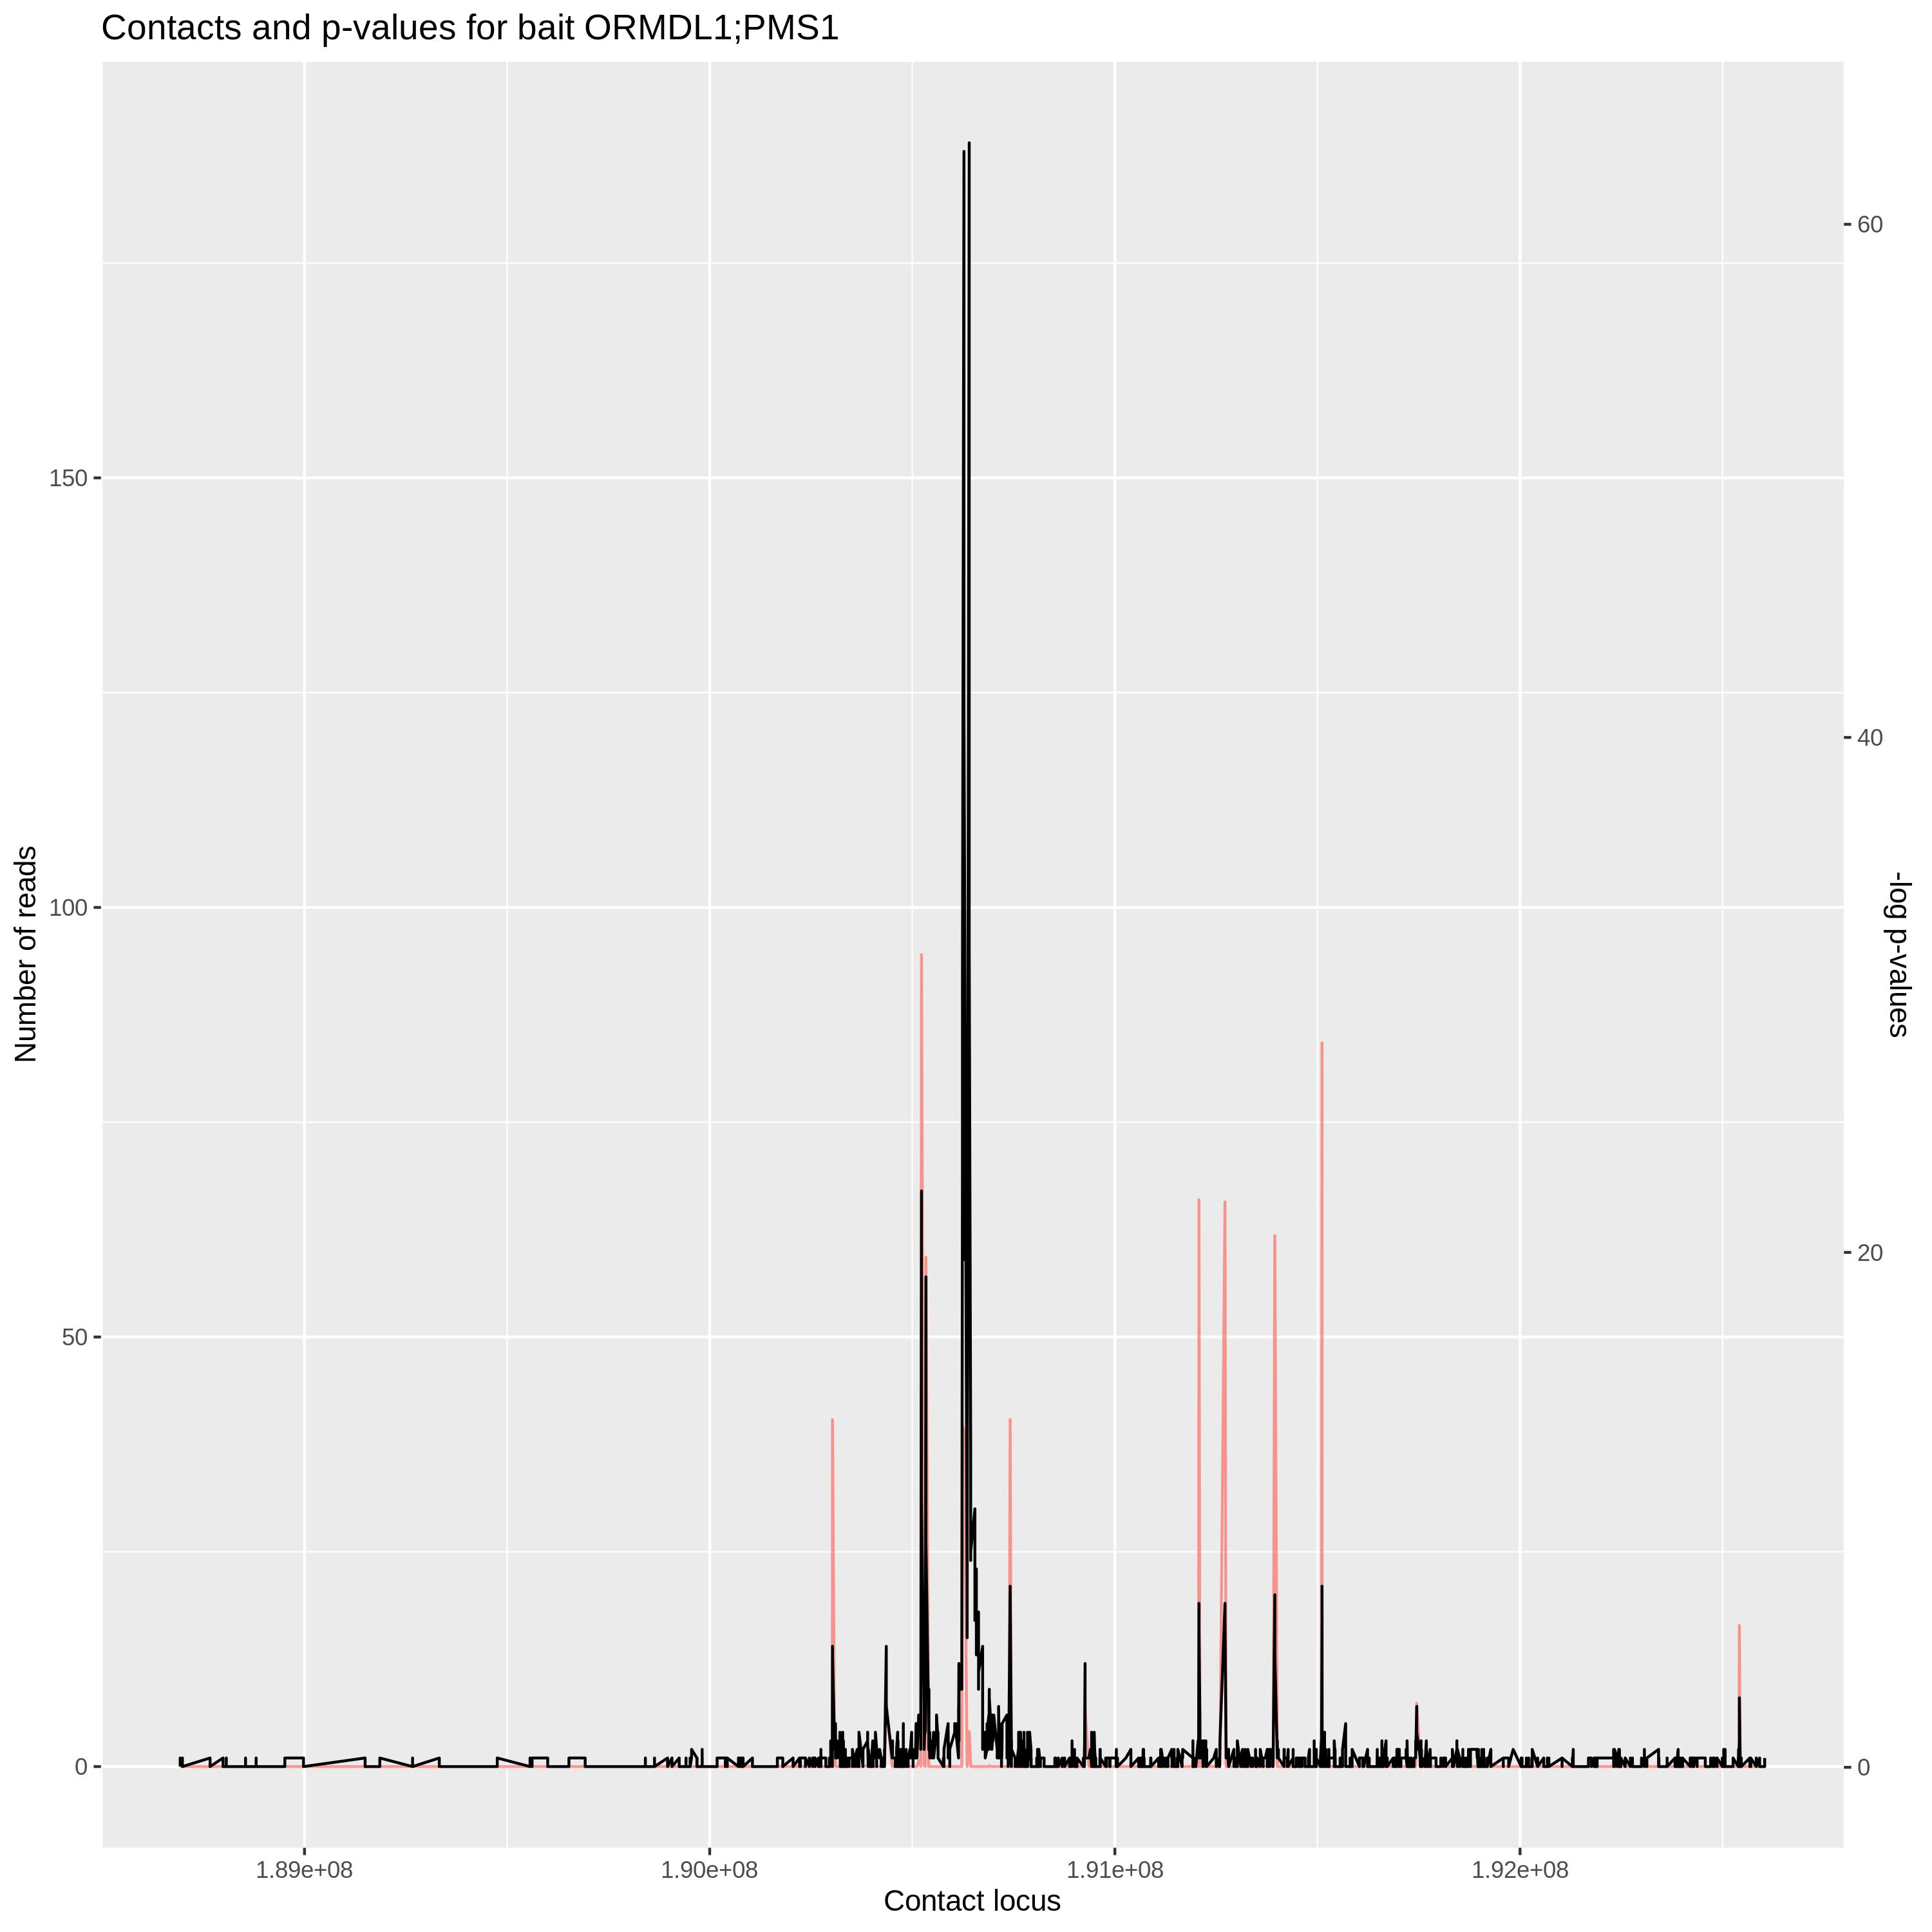 Contacts and p-values for bait ORMDL1;PMS1
Number of reads
150
100
50
0
60
40
20
0
-log p-values
1.89e+08 1.90e+08 1.91e+08 1.92e+08
Contact locus